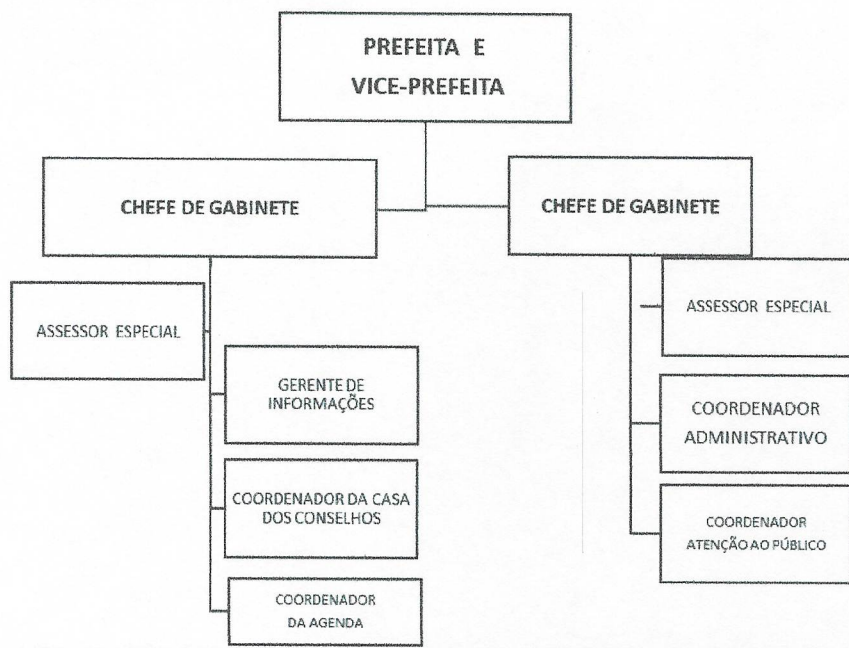 PREFEITA E
VICE-PREFEITA
CHEFE DE GABINETE
CHEFE DE GABINETE
ASSESSOR ESPECIAL
GERENTE DE
INFORMAÇÕES
COORDENADOR DA CASA
DOS CONSELHOS
COORDENADOR
DA AGENDA
ASSESSOR ESPECIAL
COORDENADOR
ADMINISTRATIVO
COORDENADOR
ATENÇÃO AO PÚBLICO